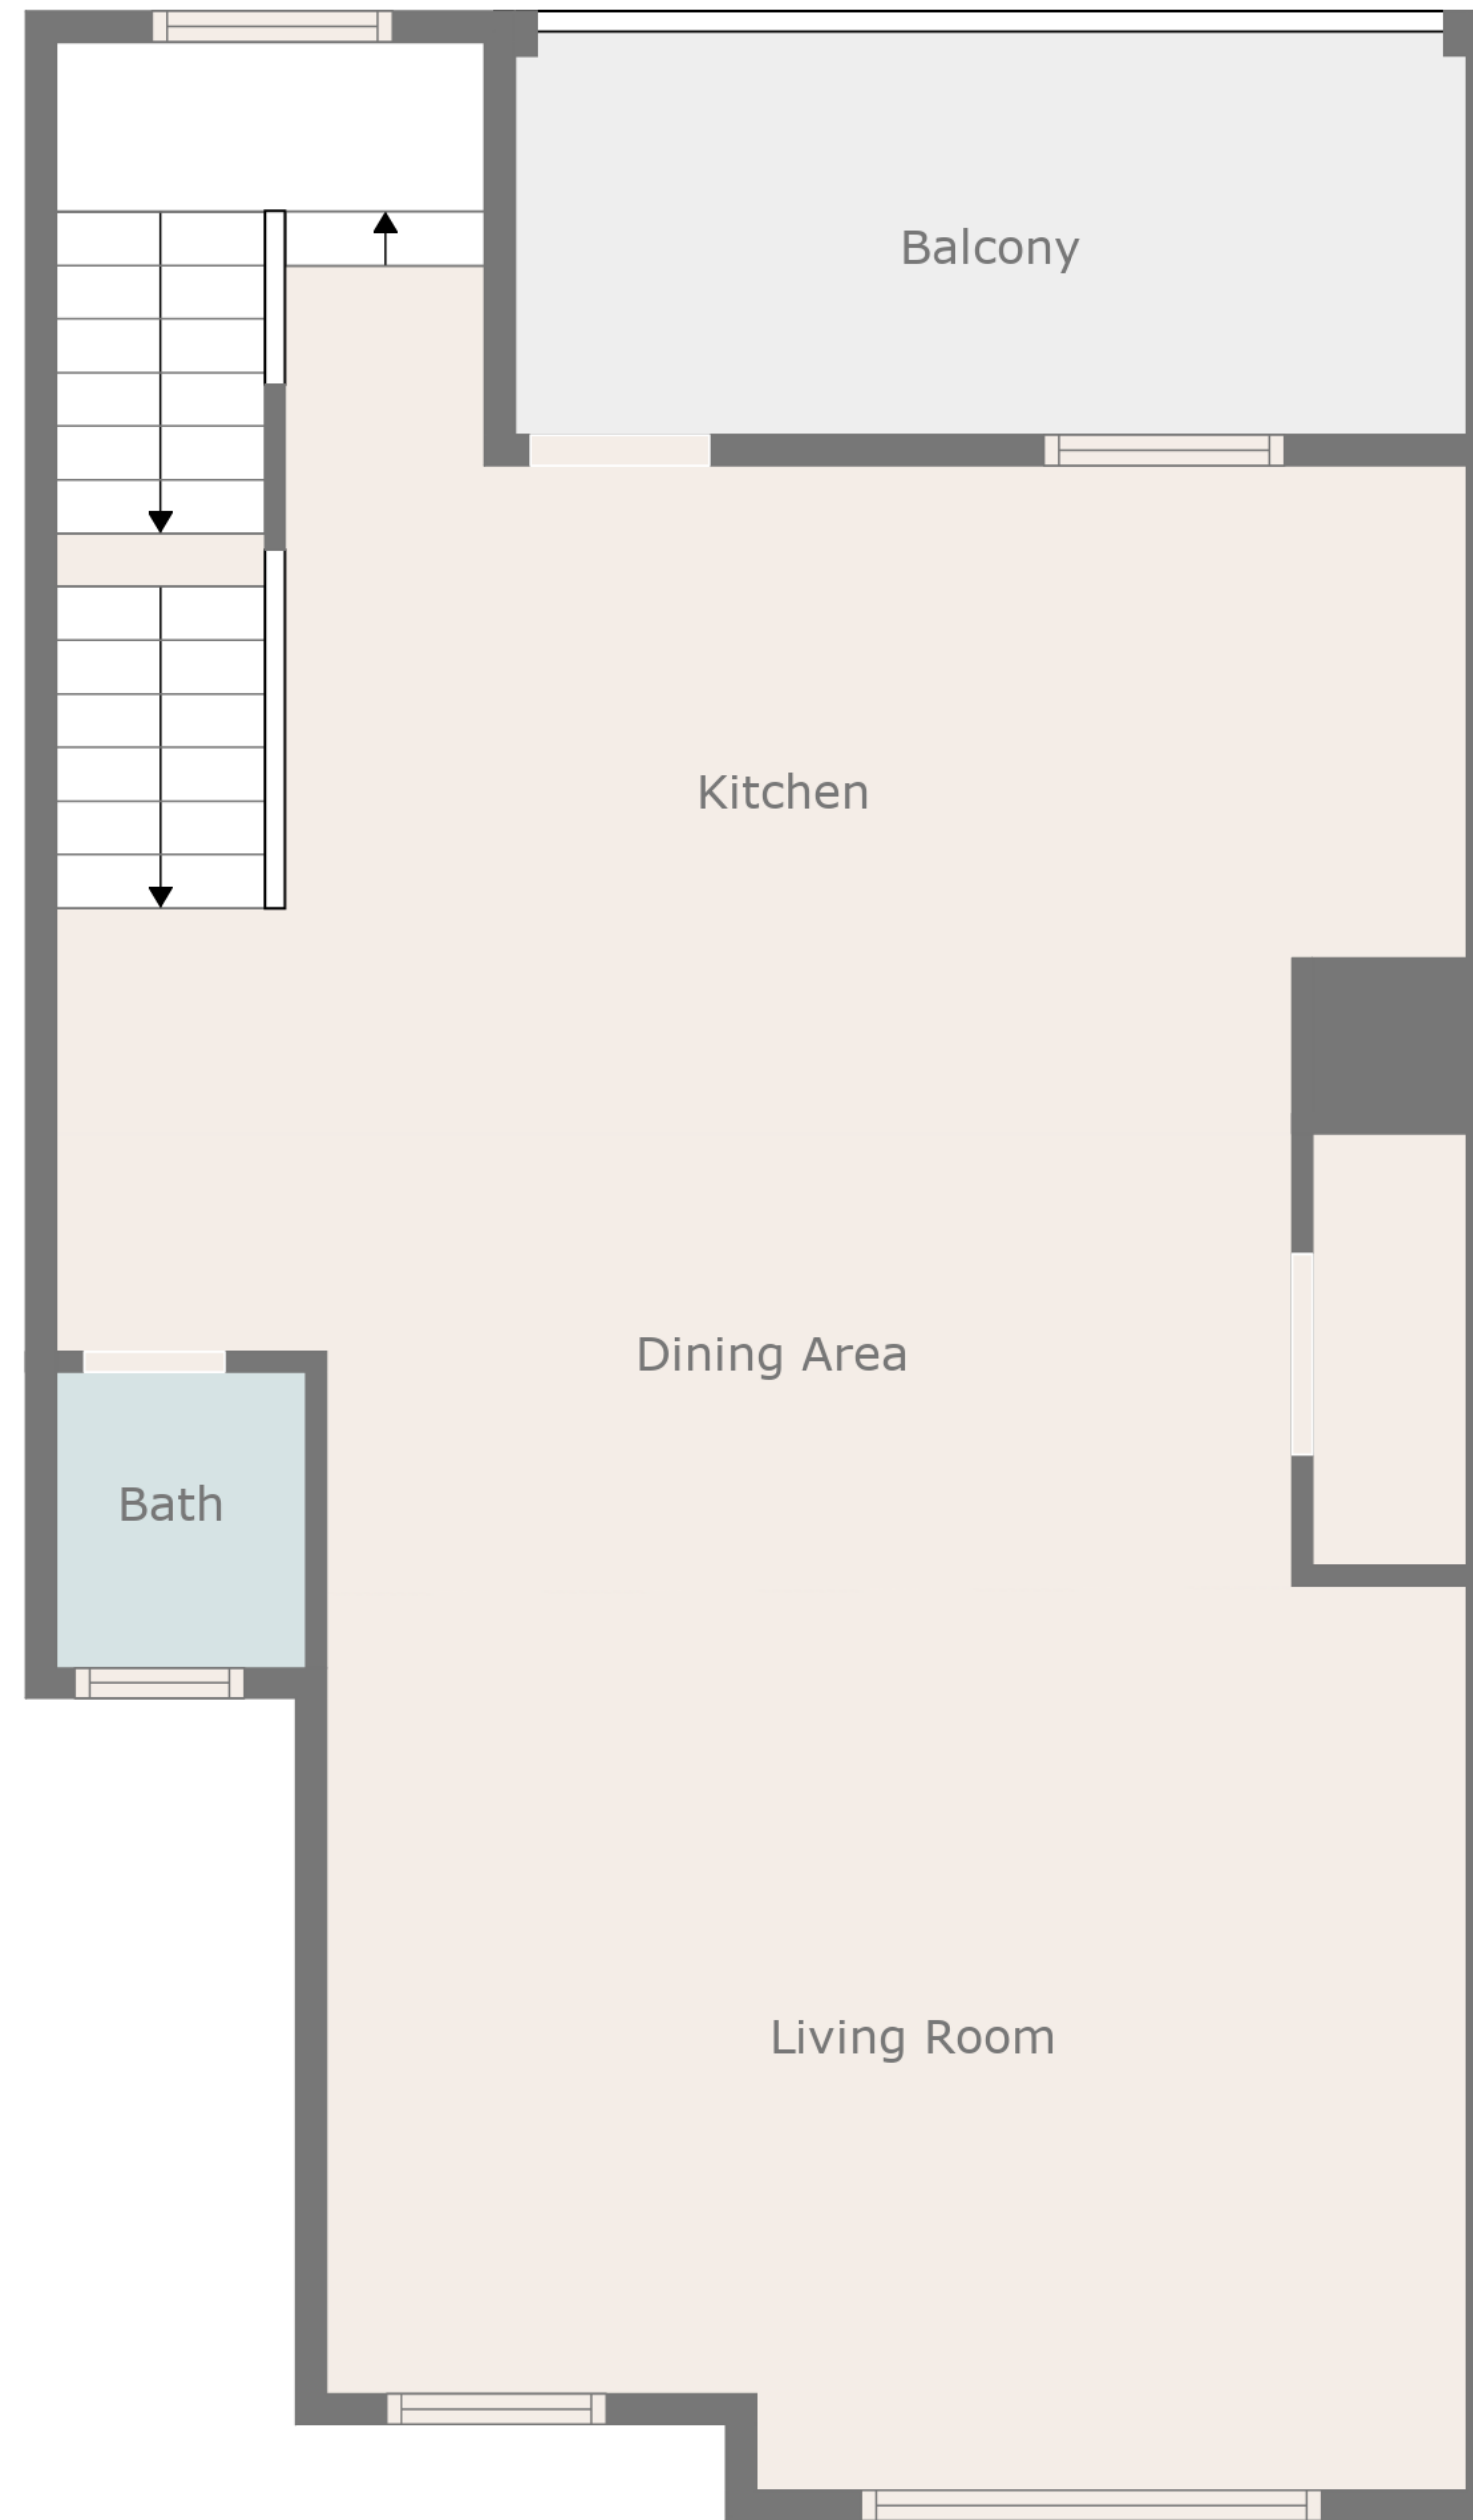 Balcony
Kitchen
Dining Area
Bath
Living Room